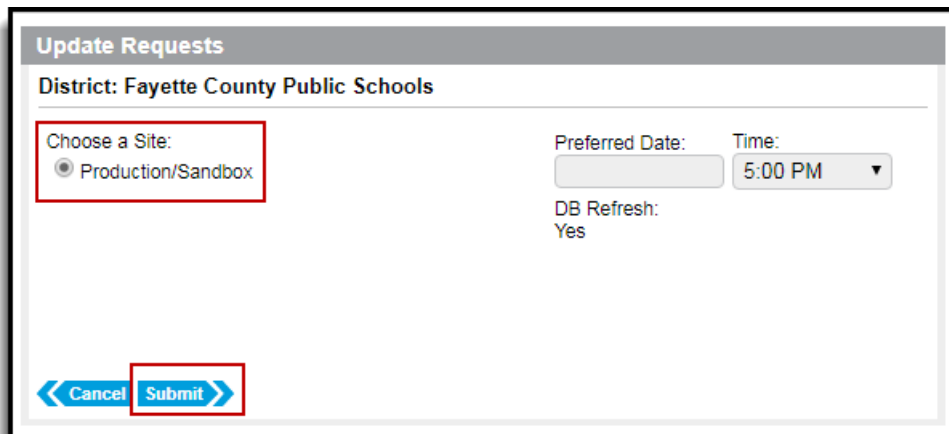 Update Requests
District: Fayette County Public Schools
Choose a Site:
Production/Sandbox
Preferred Date:
Time:
5:00 PM
DB Refresh:
Yes
Cancel
Submit